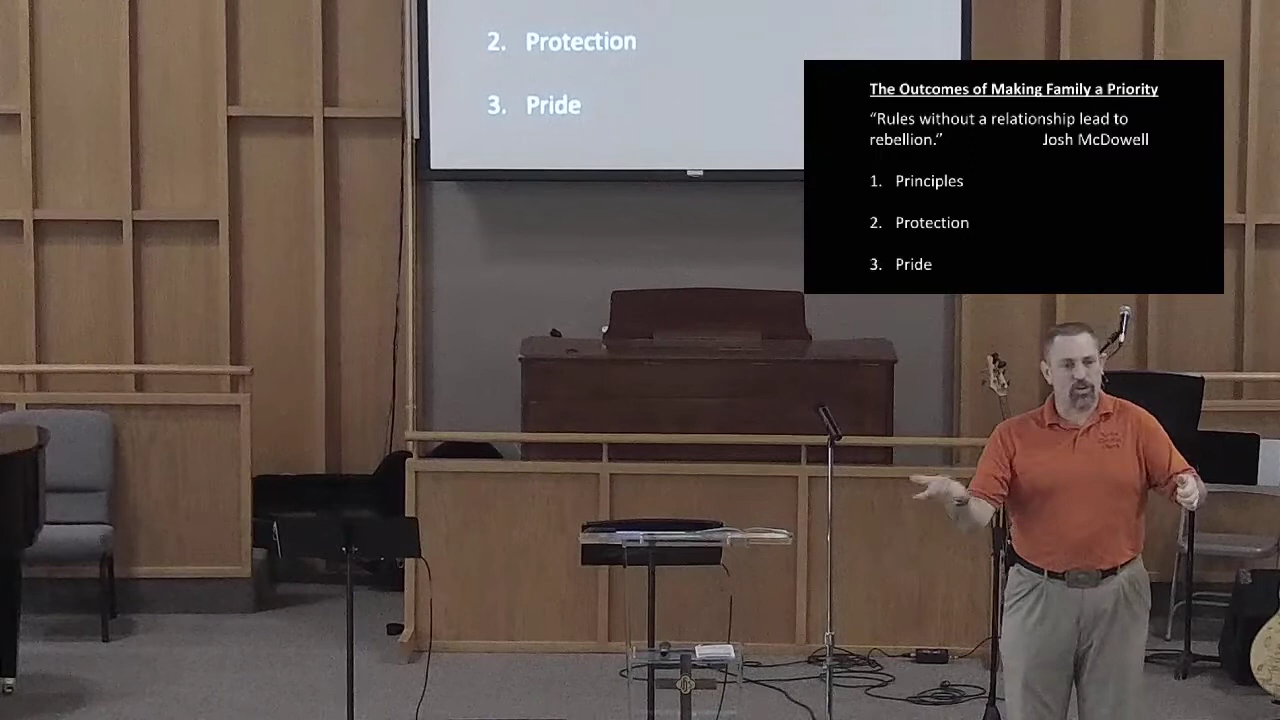 2. Protection
3. Pride
The Outcomes of Making Family a Priority
“Rules without a relationship lead to
rebellion.” Josh McDowell
1. Principles
2. Protection
3. Pride